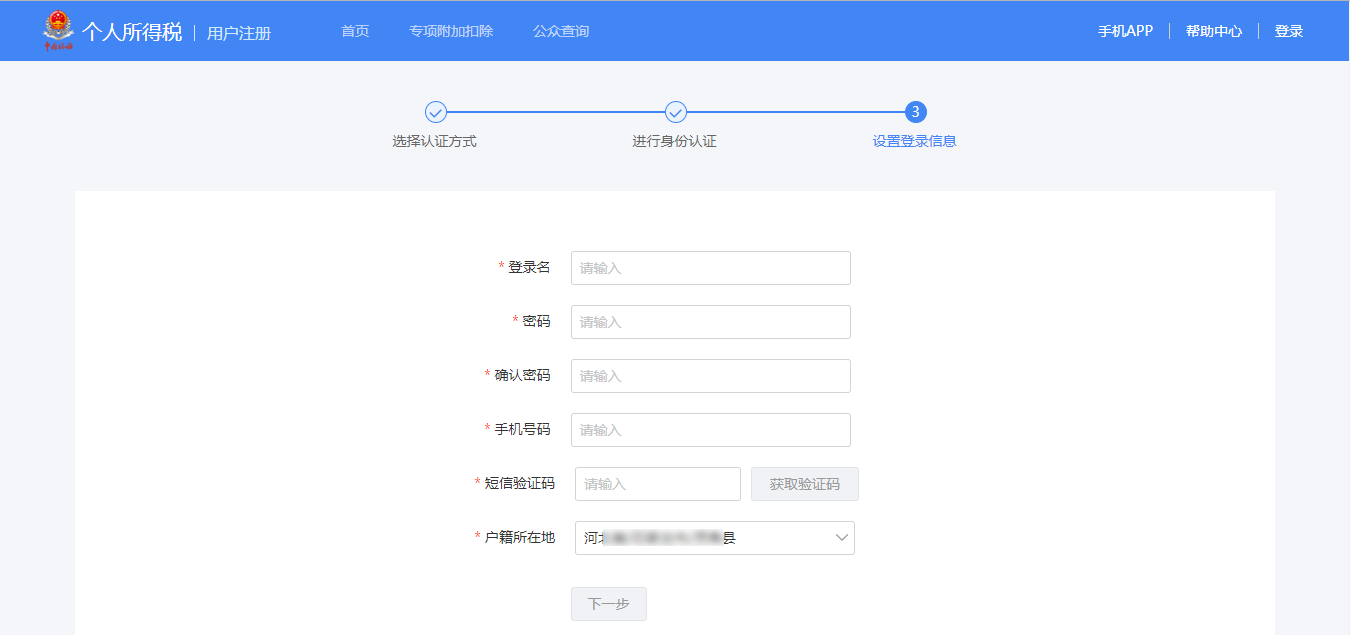 个人所得税 用户注册 首页 专项附加扣除 公众查询 手机APP 帮助中心 登录
3
选择认证方式 进行身份认证 设置登录信息
* 登录名 请输入
* 密码 请输入
* 确认密码 请输入
* 手机号码 请输入
* 短信验证码 请输入 获取验证码
* 户籍所在地 河 县
下一步